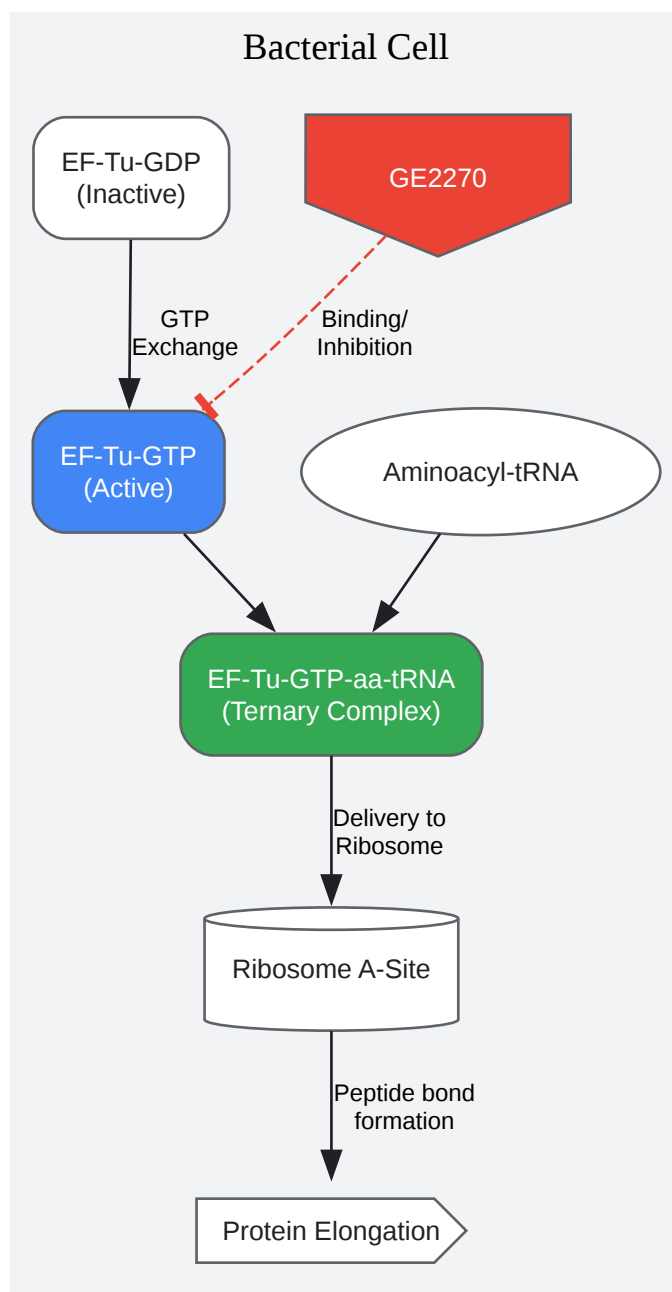 Bacterial Cell
EF-Tu-GDP
(Inactive)
GE2270
GTP
Exchange
Binding/
Inhibition
EF-Tu-GTP
(Active)
Aminoacyl-tRNA
EF-Tu-GTP-aa-tRNA
(Ternary Complex)
Delivery to
Ribosome
Ribosome A-Site
Peptide bond
formation
Protein Elongation